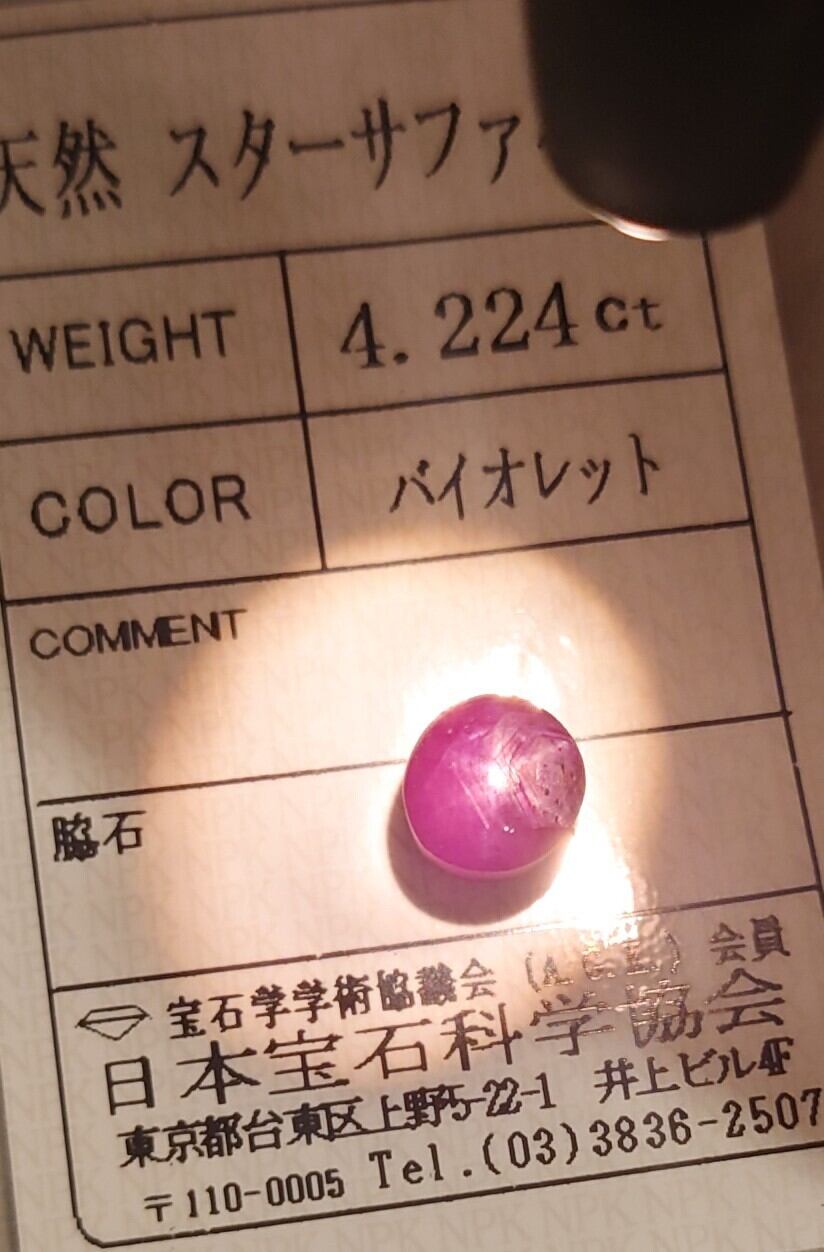 天然 スターサファ
WEIGHT 4.224ct
COLOR バイオレット
COMMENT
脇石
宝石学学術協議会 (A.G.L.) 会員
日本宝石科学協会
東京都台東区上野5-22-1 井上ビル4F
〒110-0005 Tel.(03)3836-2507